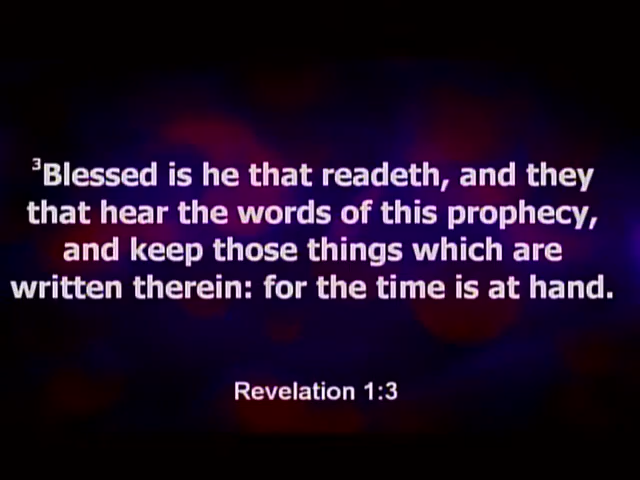 ³Blessed is he that readeth, and they
that hear the words of this prophecy,
and keep those things which are
written therein: for the time is at hand.
Revelation 1:3